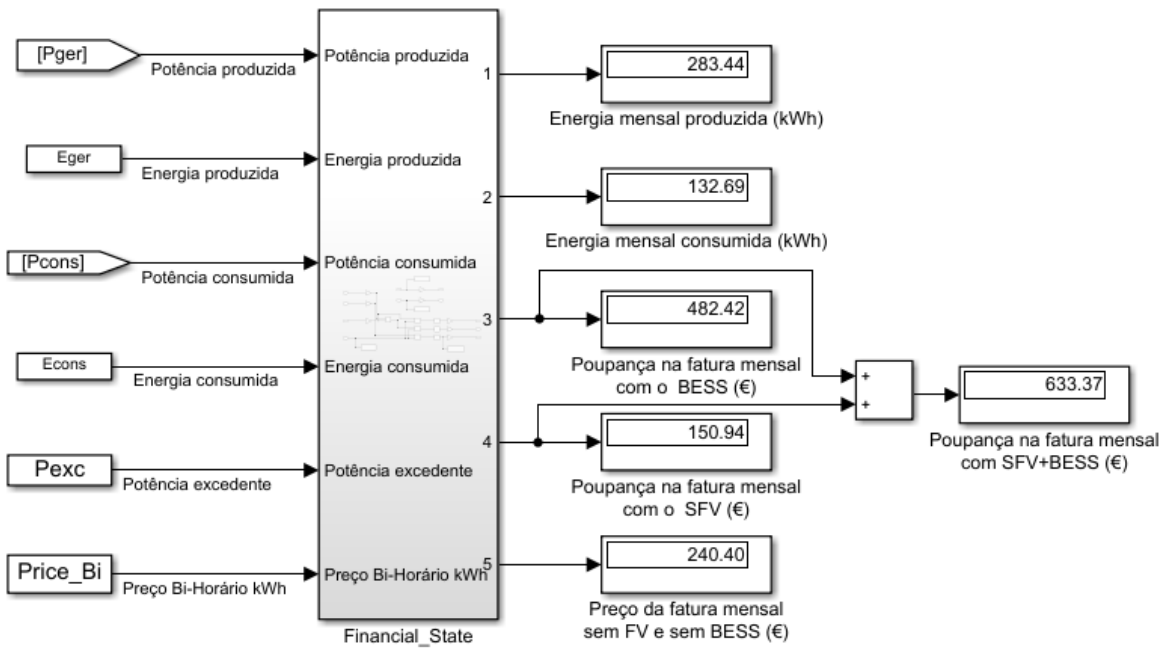 [Pger]
Potência produzida
Eger
Energia produzida
[Pcons]
Potência consumida
Econs
Energia consumida
Pexc
Potência excedente
Price_Bi
Preço Bi-Horário kWh
Potência produzida
Energia produzida
Potência consumida
Energia consumida
Potência excedente
Preço Bi-Horário kWh
1
2
3
4
5
Financial_State
283.44
Energia mensal produzida (kWh)
132.69
Energia mensal consumida (kWh)
482.42
Poupança na fatura mensal
com o BESS (€)
150.94
Poupança na fatura mensal
com o SFV (€)
240.40
Preço da fatura mensal
sem FV e sem BESS (€)
+
+
633.37
Poupança na fatura mensal
com SFV+BESS (€)